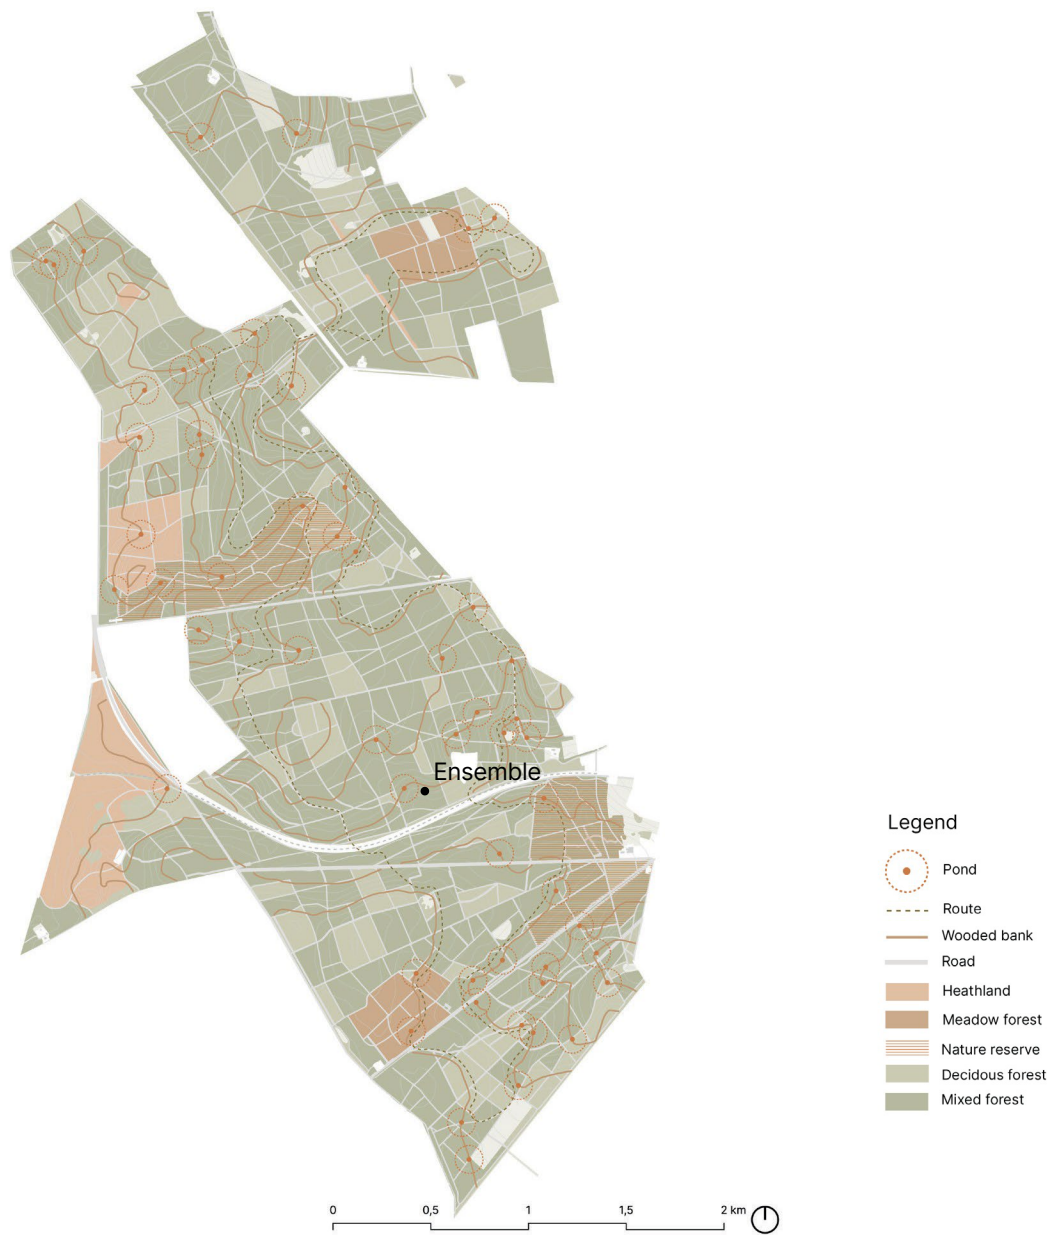 Ensemble
Legend
Pond
Route
Wooded bank
Road
Heathland
Meadow forest
Nature reserve
Decidous forest
Mixed forest
0 0,5 1 1,5 2 km